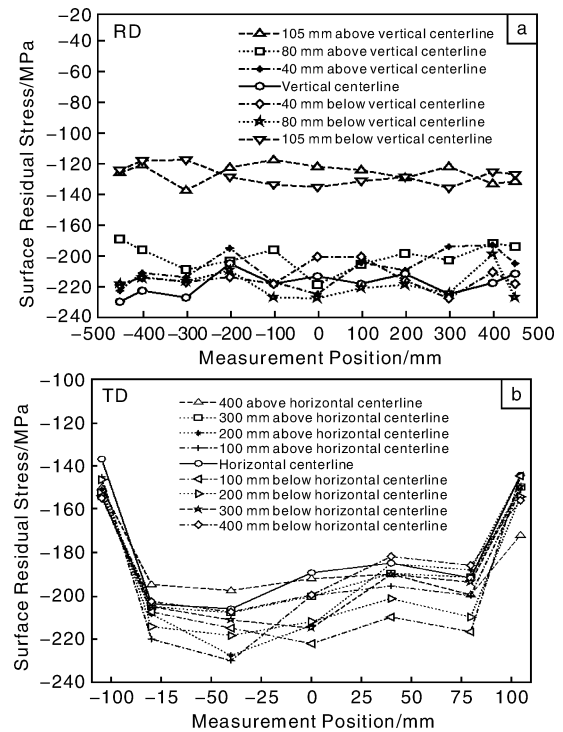 −20
RD
a
105 mm above vertical centerline
−40
80 mm above vertical centerline
40 mm above vertical centerline
−60
Vertical centerline
−80
40 mm below vertical centerline
80 mm below vertical centerline
−100
105 mm below vertical centerline
−120
−140
−160
−180
−200
−220
−240
Surface Residual Stress/MPa
−500 −400 −300 −200 −100 0 100 200 300 400 500
Measurement Position/mm
−100
TD
b
400 above horizontal centerline
300 mm above horizontal centerline
−120
200 mm above horizontal centerline
100 mm above horizontal centerline
−140
Horizontal centerline
100 mm below horizontal centerline
200 mm below horizontal centerline
−160
300 mm below horizontal centerline
400 mm below horizontal centerline
−180
−200
−220
−240
Surface Residual Stress/MPa
−100 −15 −50 −25 0 25 50 75 100
Measurement Position/mm